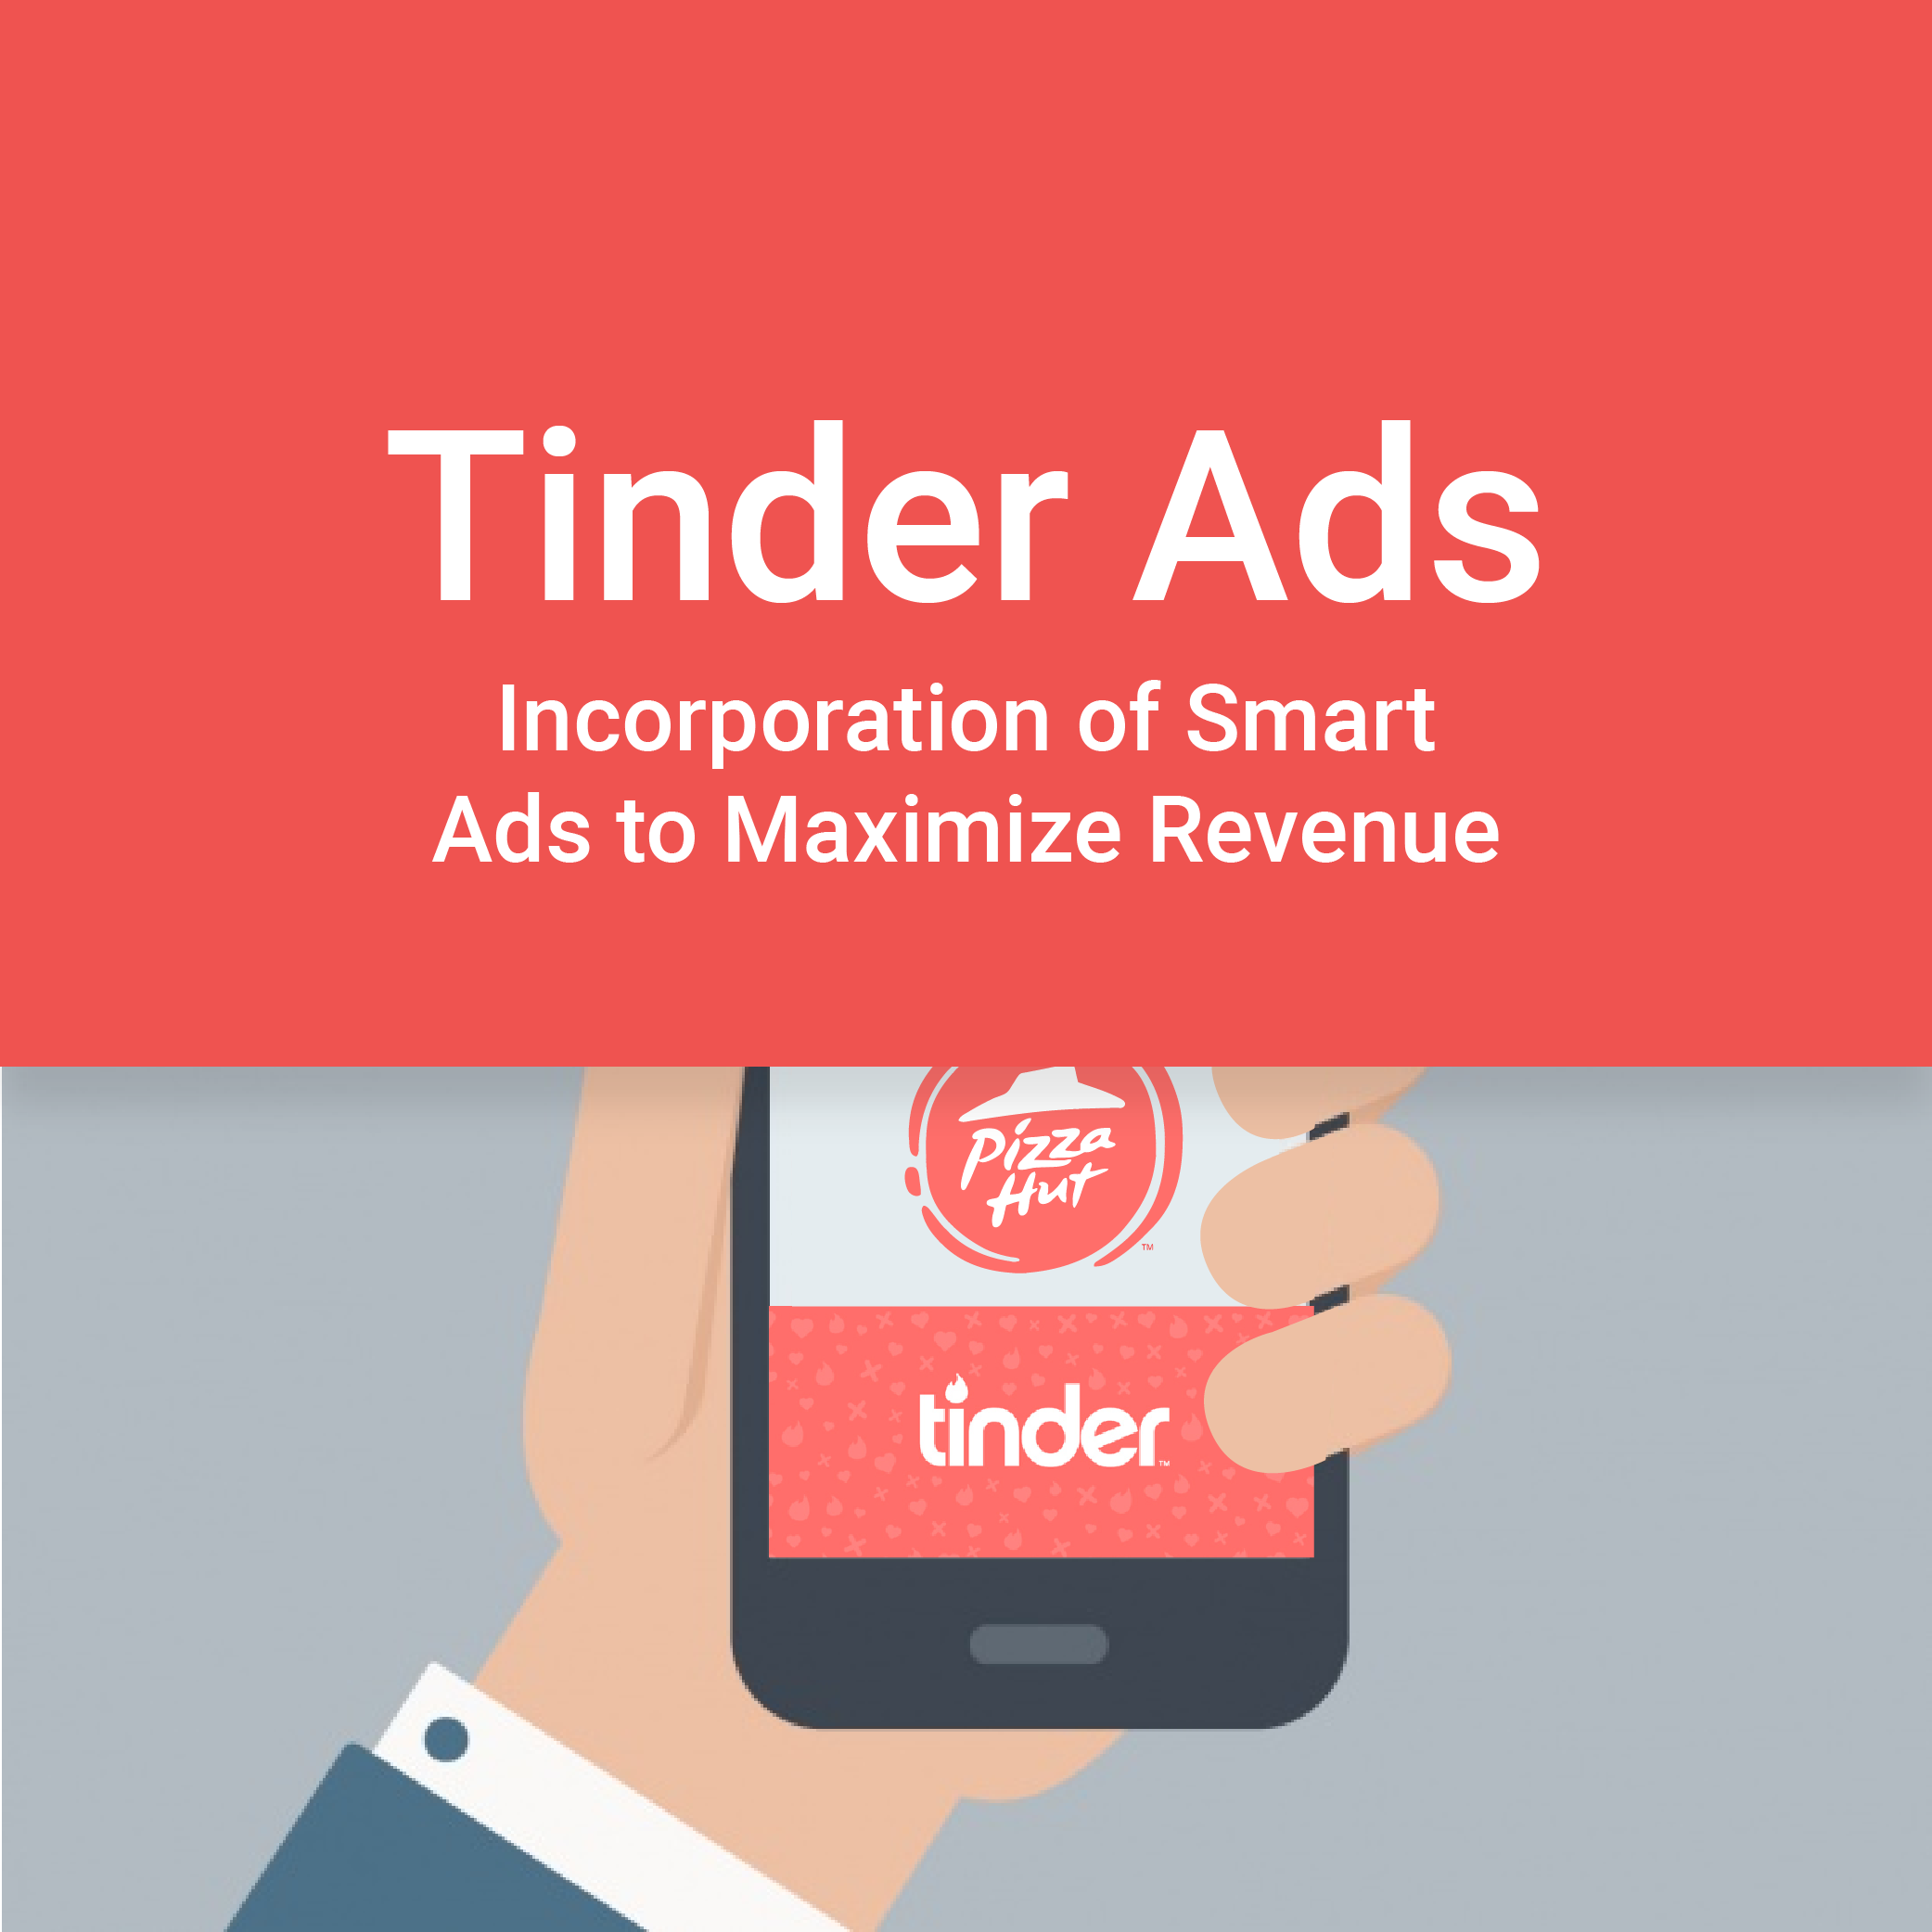 Tinder Ads
Incorporation of Smart
Ads to Maximize Revenue
Pizza
Hut
TM
tinder
TM